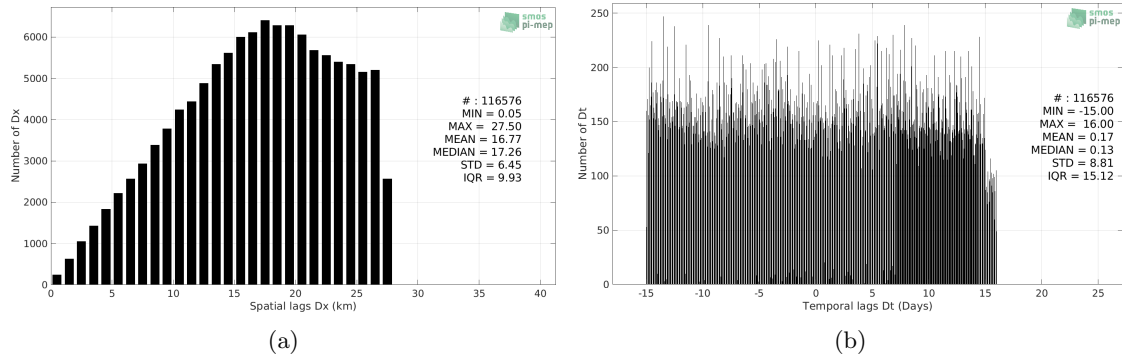 smos
pi-mep
6000
5000
4000
3000
2000
1000
0
Number of Dx
# : 116576
MIN = 0.05
MAX = 27.50
MEAN = 16.77
MEDIAN = 17.26
STD = 6.45
IQR = 9.93
0 5 10 15 20 25 30 35 40
Spatial lags Dx (km)
(a)
smos
pi-mep
250
200
150
100
50
0
Number of Dt
# : 116576
MIN = -15.00
MAX = 16.00
MEAN = 0.17
MEDIAN = 0.13
STD = 8.81
IQR = 15.12
-15 -10 -5 0 5 10 15 20 25
Temporal lags Dt (Days)
(b)